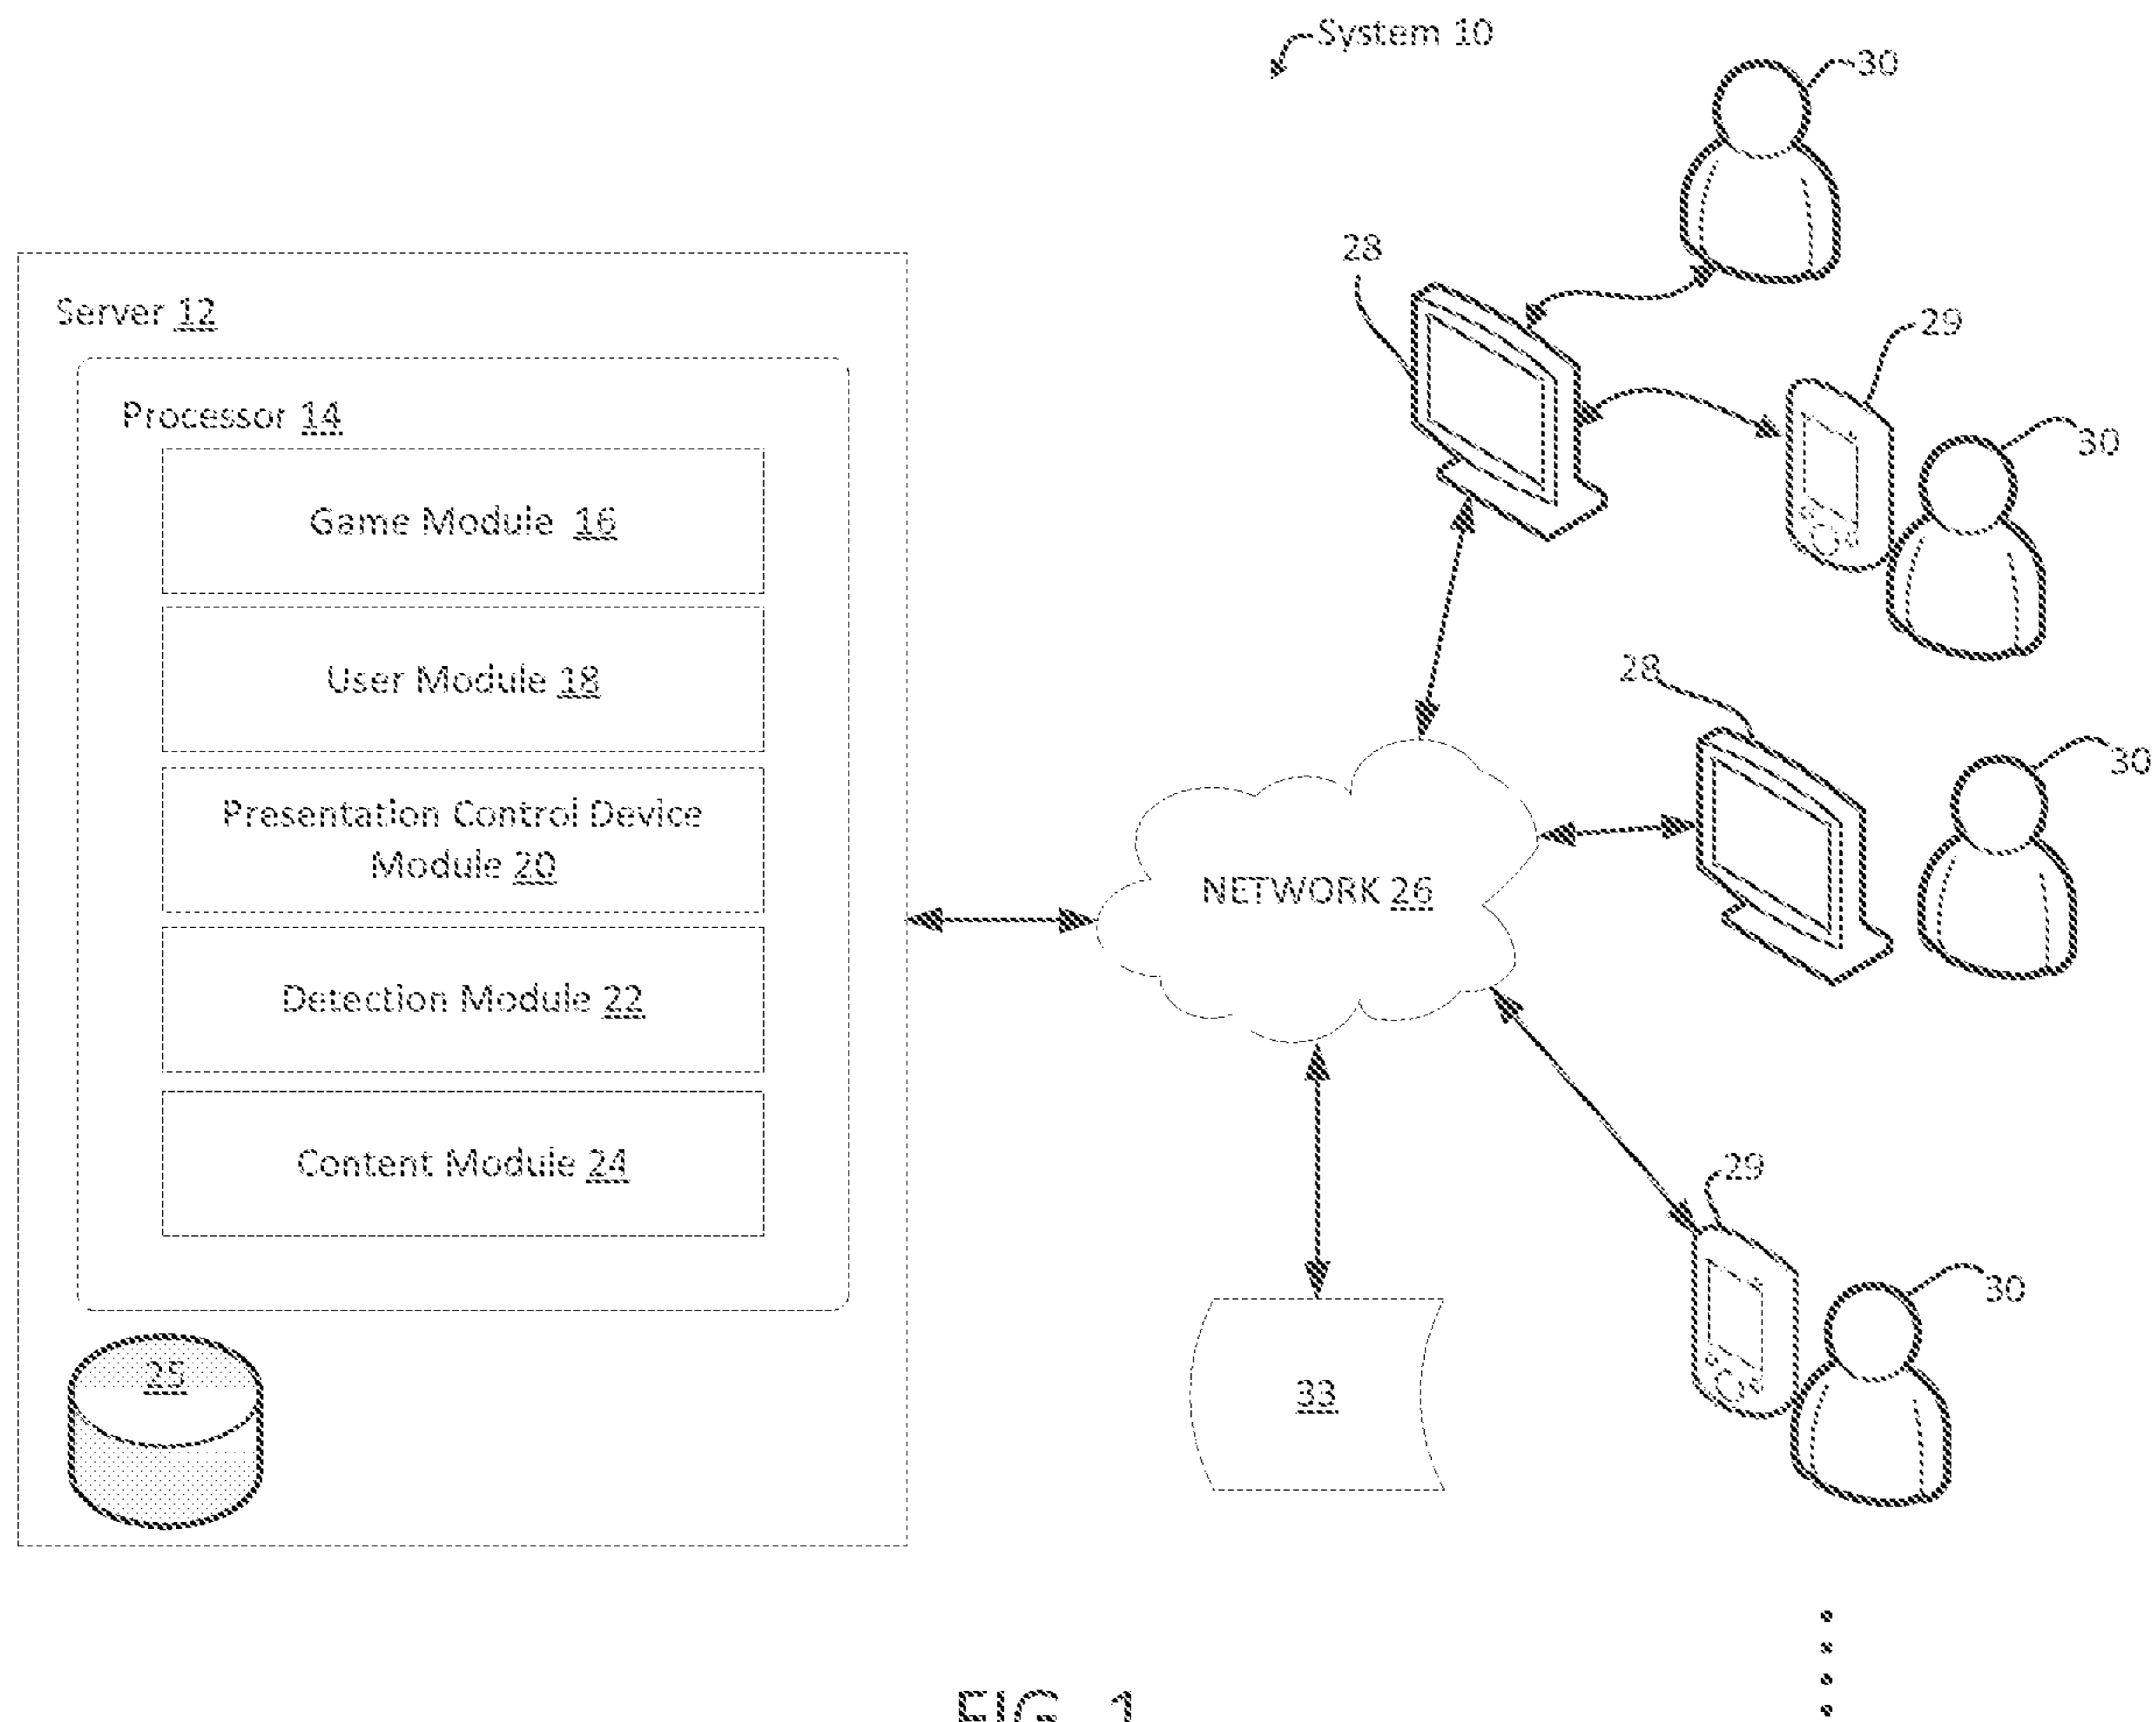 System 10
30
28
29
30
Server 12
Processor 14
Game Module 16
User Module 18
Presentation Control Device
Module 20
Detection Module 22
Content Module 24
25
NETWORK 26
28
30
29
30
33
FIG. 1